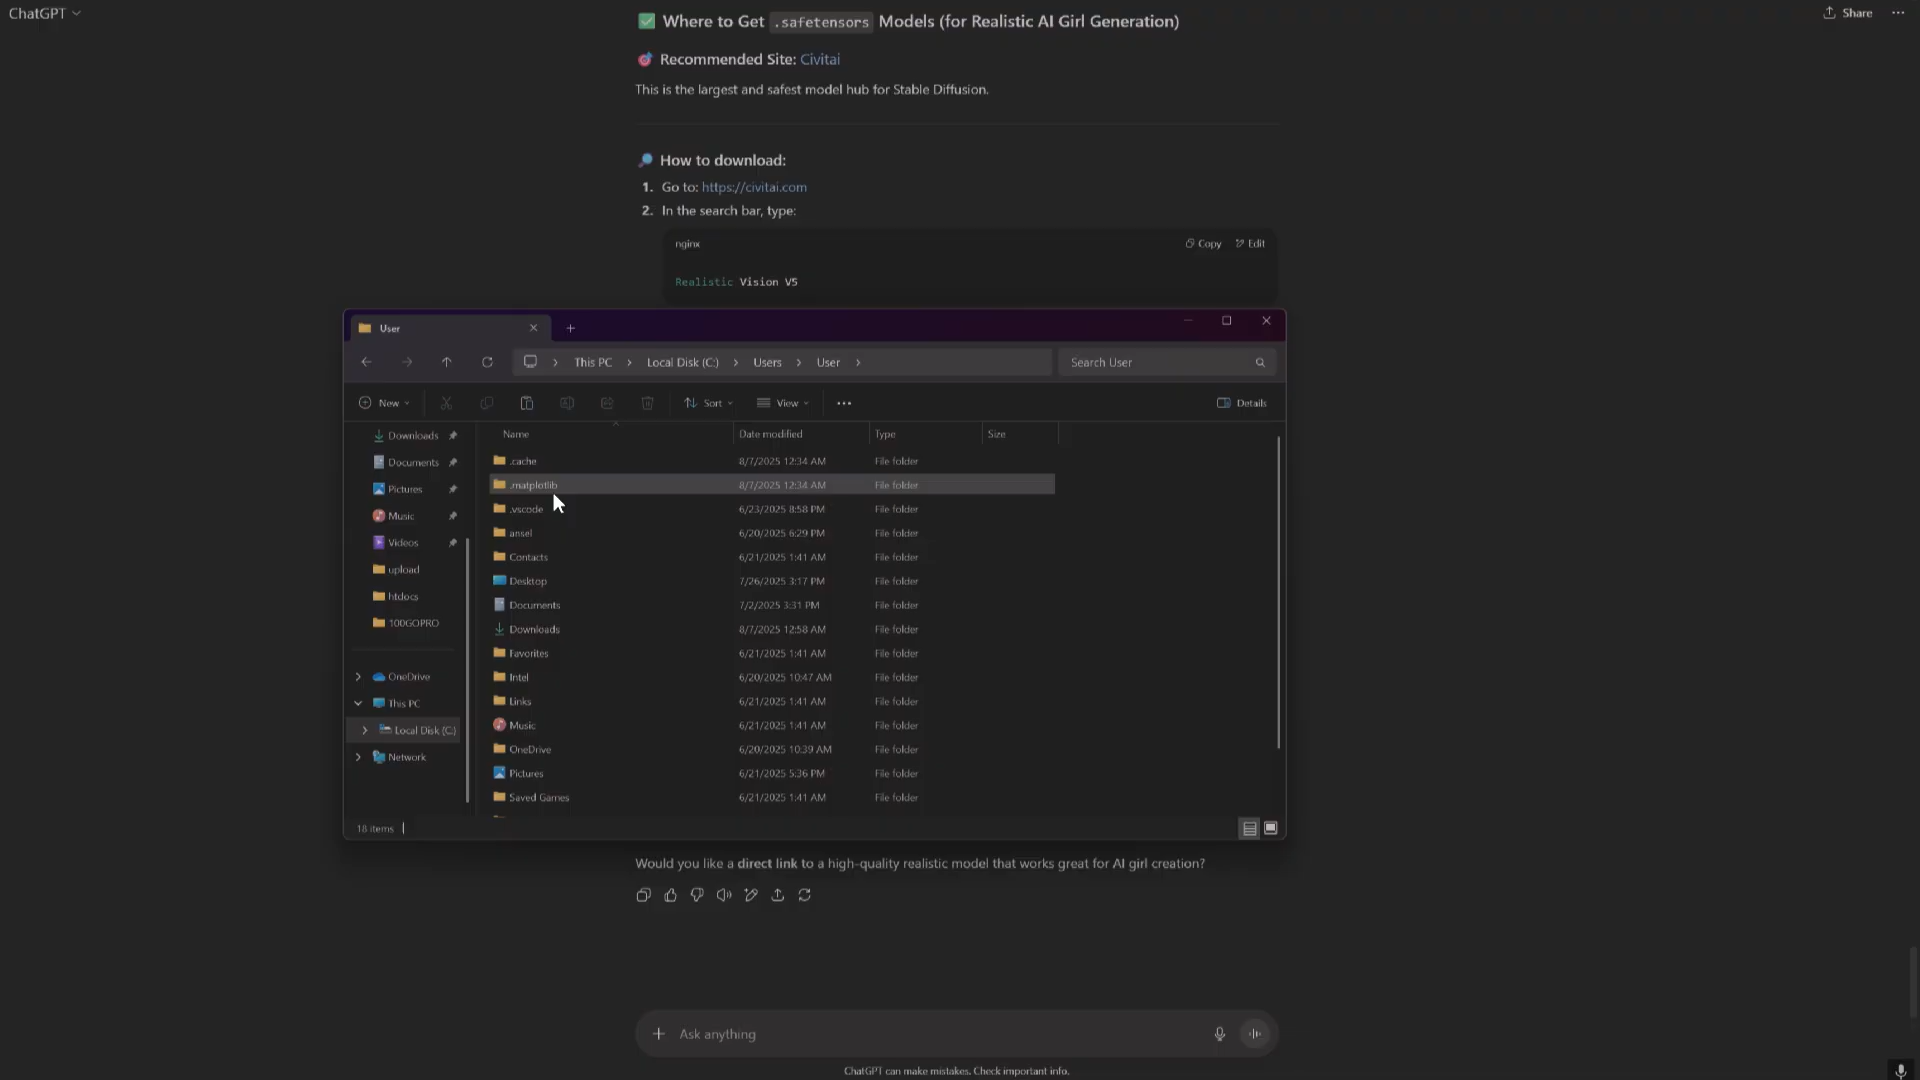 ChatGPT
Share
Where to Get .safetensors Models (for Realistic AI Girl Generation)
Recommended Site: Civitai
This is the largest and safest model hub for Stable Diffusion.
How to download:
1. Go to: https://civitai.com
2. In the search bar, type:
nginx
Copy
Edit
Realistic Vision V5
User
This PC > Local Disk (C:) > Users > User >
Search User
New
Sort
View
Details
Name Date modified Type Size
Downloads
Documents
Pictures
Music
Videos
upload
htdocs
100GOPRO
OneDrive
This PC
Local Disk (C:)
Network
.cache 8/7/2025 12:34 AM File folder
.matplotlib 8/7/2025 12:34 AM File folder
.vscode 6/23/2025 8:58 PM File folder
ansel 6/20/2025 6:29 PM File folder
Contacts 6/21/2025 1:41 AM File folder
Desktop 7/26/2025 3:17 PM File folder
Documents 7/2/2025 3:31 PM File folder
Downloads 8/7/2025 12:58 AM File folder
Favorites 6/21/2025 1:41 AM File folder
Intel 6/20/2025 10:47 AM File folder
Links 6/21/2025 1:41 AM File folder
Music 6/21/2025 1:41 AM File folder
OneDrive 6/20/2025 10:39 AM File folder
Pictures 6/21/2025 5:36 PM File folder
Saved Games 6/21/2025 1:41 AM File folder
18 items
Would you like a direct link to a high-quality realistic model that works great for AI girl creation?
Ask anything
ChatGPT can make mistakes. Check important info.